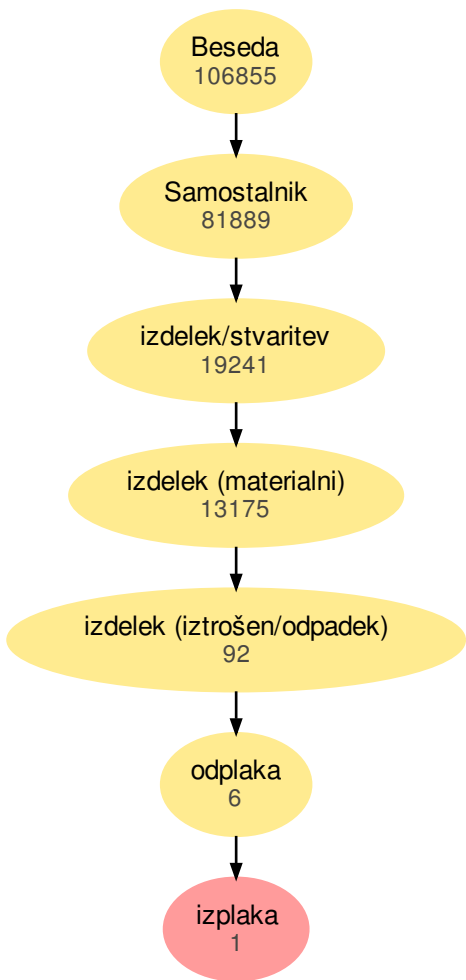 Beseda
106855
Samostalnik
81889
izdelek/stvaritev
19241
izdelek (materialni)
13175
izdelek (iztrošen/odpadek)
92
odplaka
6
izplaka
1